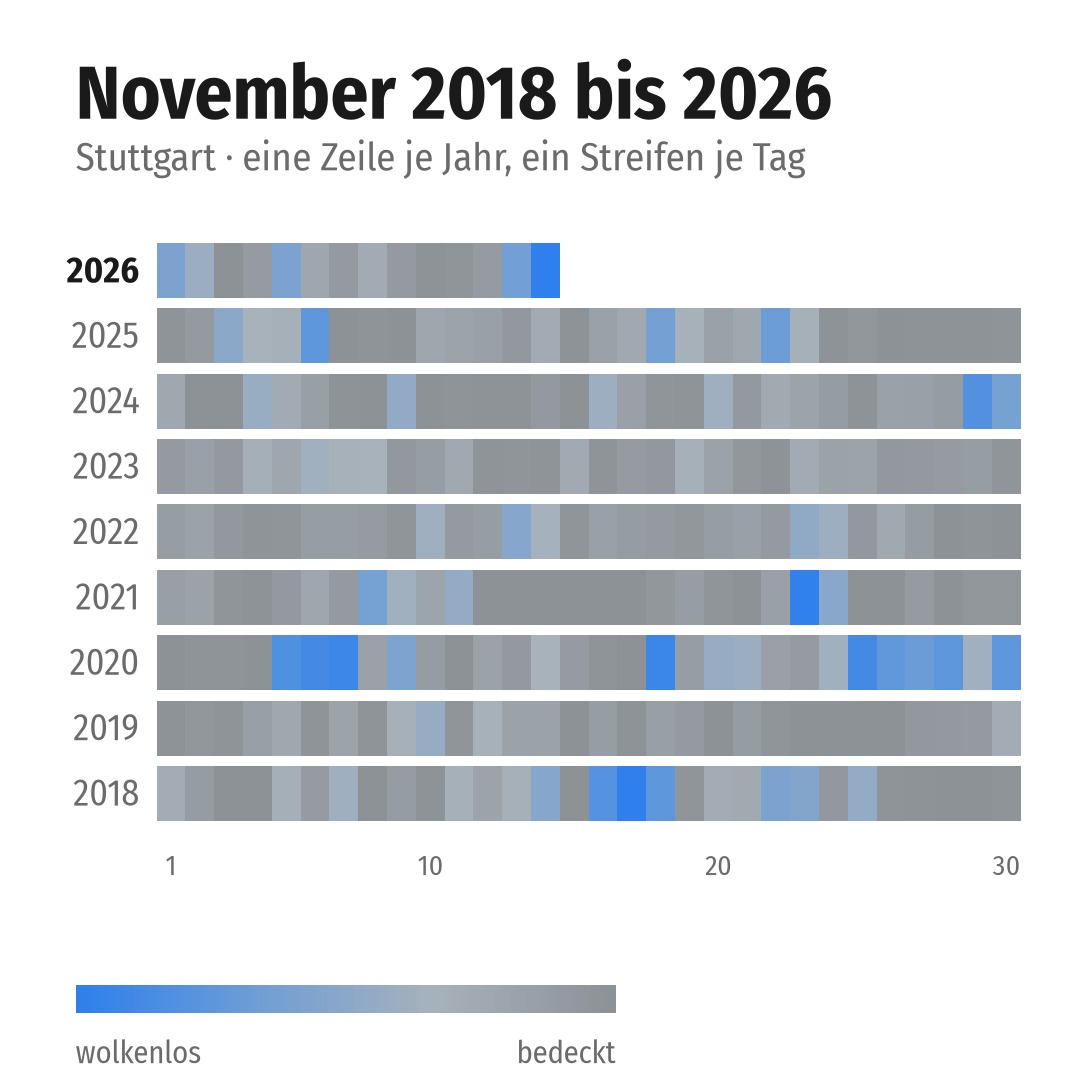 November 2018 bis 2026
Stuttgart · eine Zeile je Jahr, ein Streifen je Tag
2026
2025
2024
2023
2022
2021
2020
2019
2018
1 10 20 30
wolkenlos bedeckt